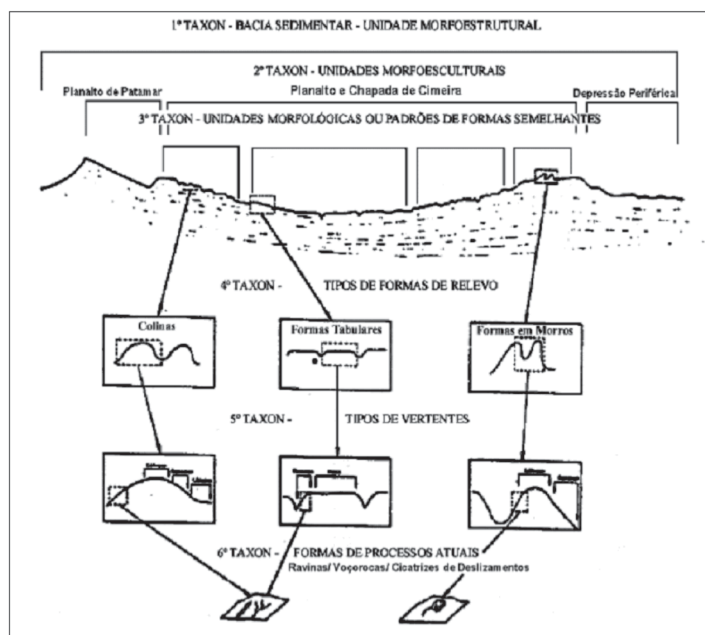 1º TAXON - BACIA SEDIMENTAR - UNIDADE MORFOESTRUTURAL
2º TAXON - UNIDADES MORFOESCULTURAIS
Planalto de Patamar
Planalto e Chapada de Cimeira
Depressão Periférica
3º TAXON - UNIDADES MORFOLÓGICAS OU PADRÕES DE FORMAS SEMELHANTES
4º TAXON - TIPOS DE FORMAS DE RELEVO
Colinas
Formas Tabulares
Formas em Morros
5º TAXON - TIPOS DE VERTENTES
6º TAXON - FORMAS DE PROCESSOS ATUAIS
Ravinas/ Voçorocas/ Cicatrizes de Deslizamentos